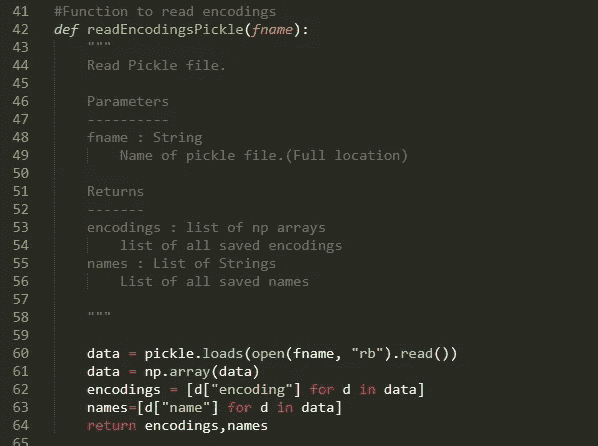 41 #Function to read encodings
42 def readEncodingsPickle(fname):
43     """
44     Read Pickle file.
45
46     Parameters
47     ----------
48     fname : String
49         Name of pickle file.(Full location)
50
51     Returns
52     -------
53     encodings : list of np arrays
54         list of all saved encodings
55     names : List of Strings
56         List of all saved names
57
58     """
59
60     data = pickle.loads(open(fname, "rb").read())
61     data = np.array(data)
62     encodings = [d["encoding"] for d in data]
63     names=[d["name"] for d in data]
64     return encodings,names
65